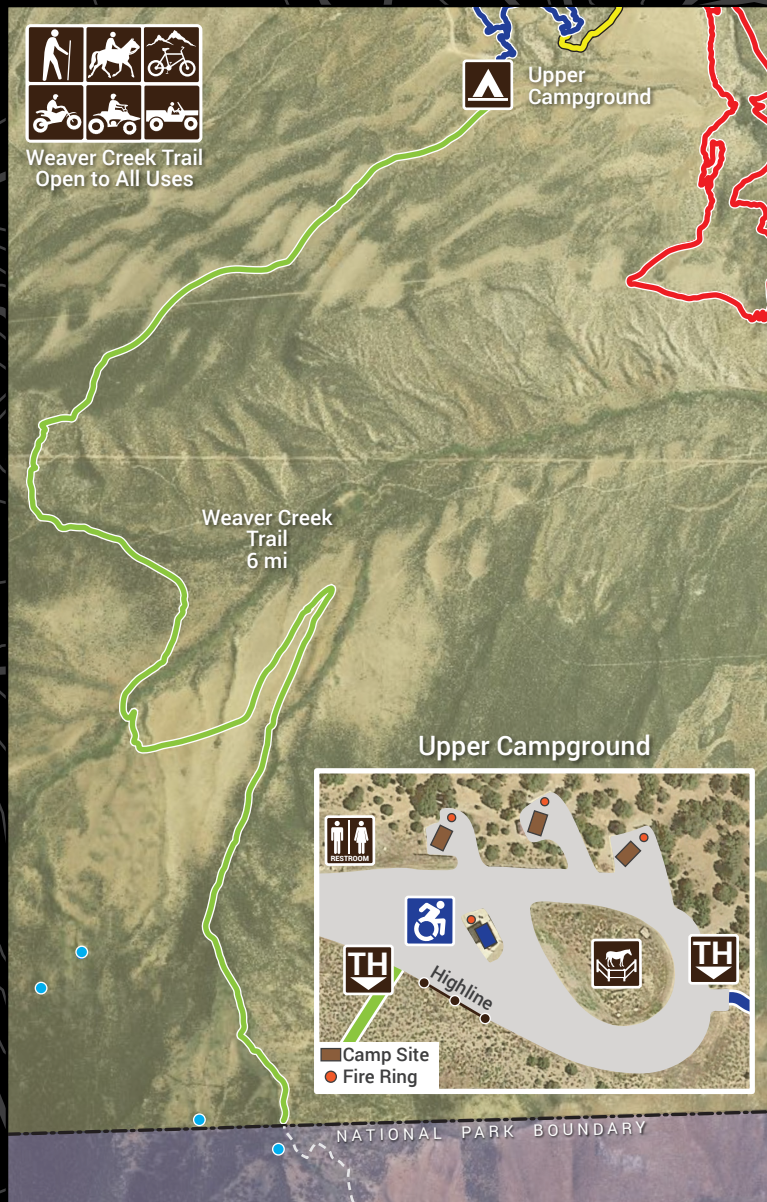 Weaver Creek Trail
Open to All Uses
Upper
Campground
Weaver Creek
Trail
6 mi
Upper Campground
RESTROOM
TH
TH
Highline
Camp Site
Fire Ring
NATIONAL PARK BOUNDARY